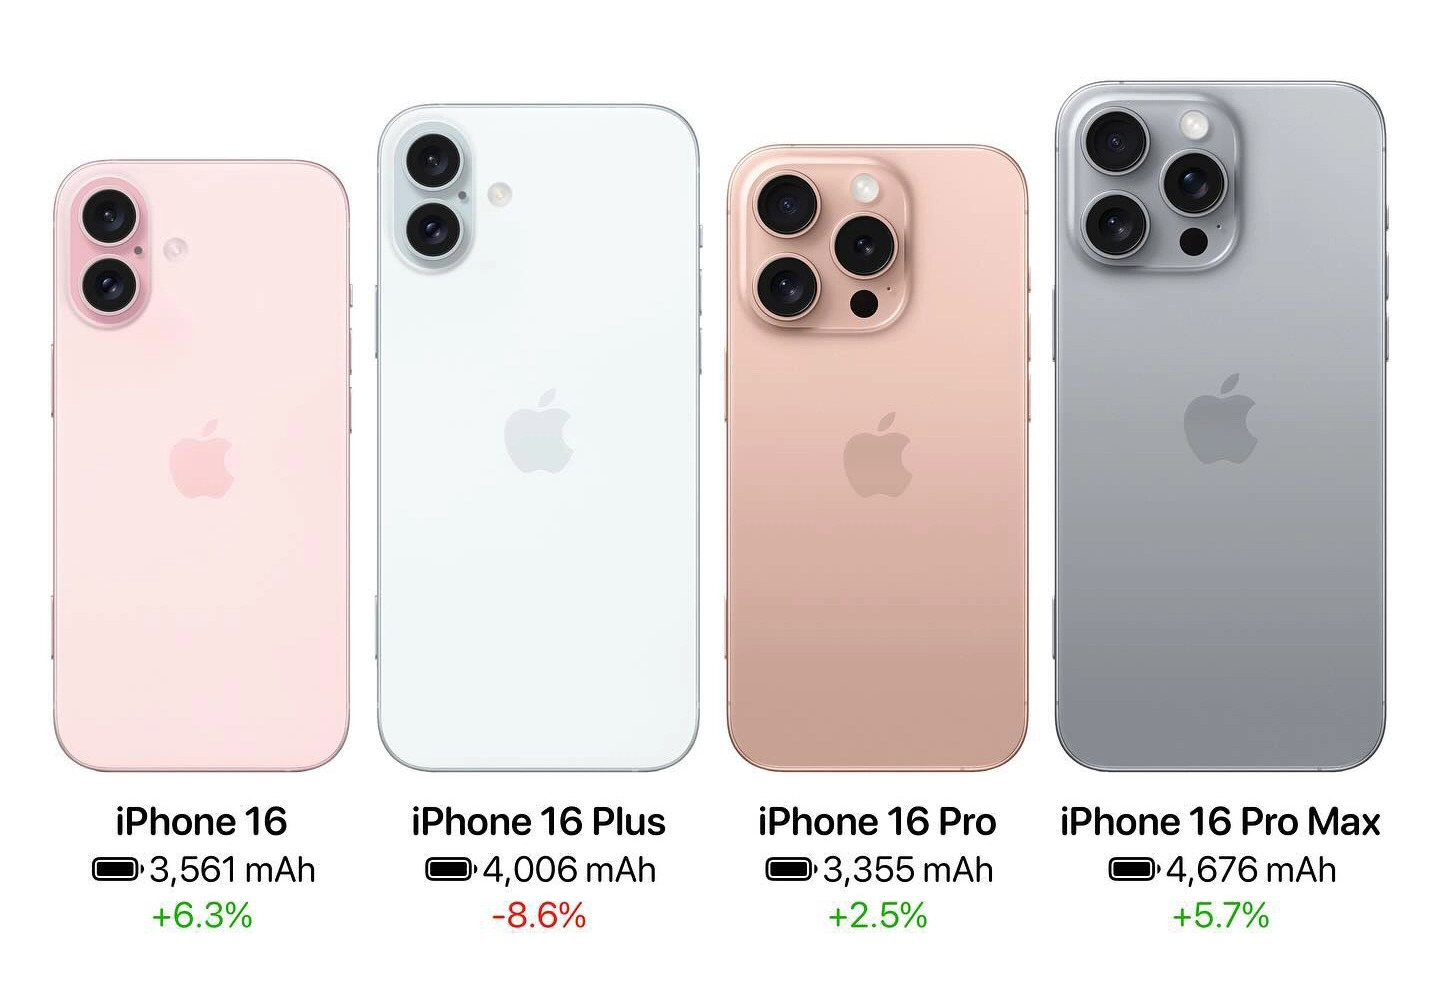 iPhone 16
3,561 mAh
+6.3%
iPhone 16 Plus
4,006 mAh
-8.6%
iPhone 16 Pro
3,355 mAh
+2.5%
iPhone 16 Pro Max
4,676 mAh
+5.7%